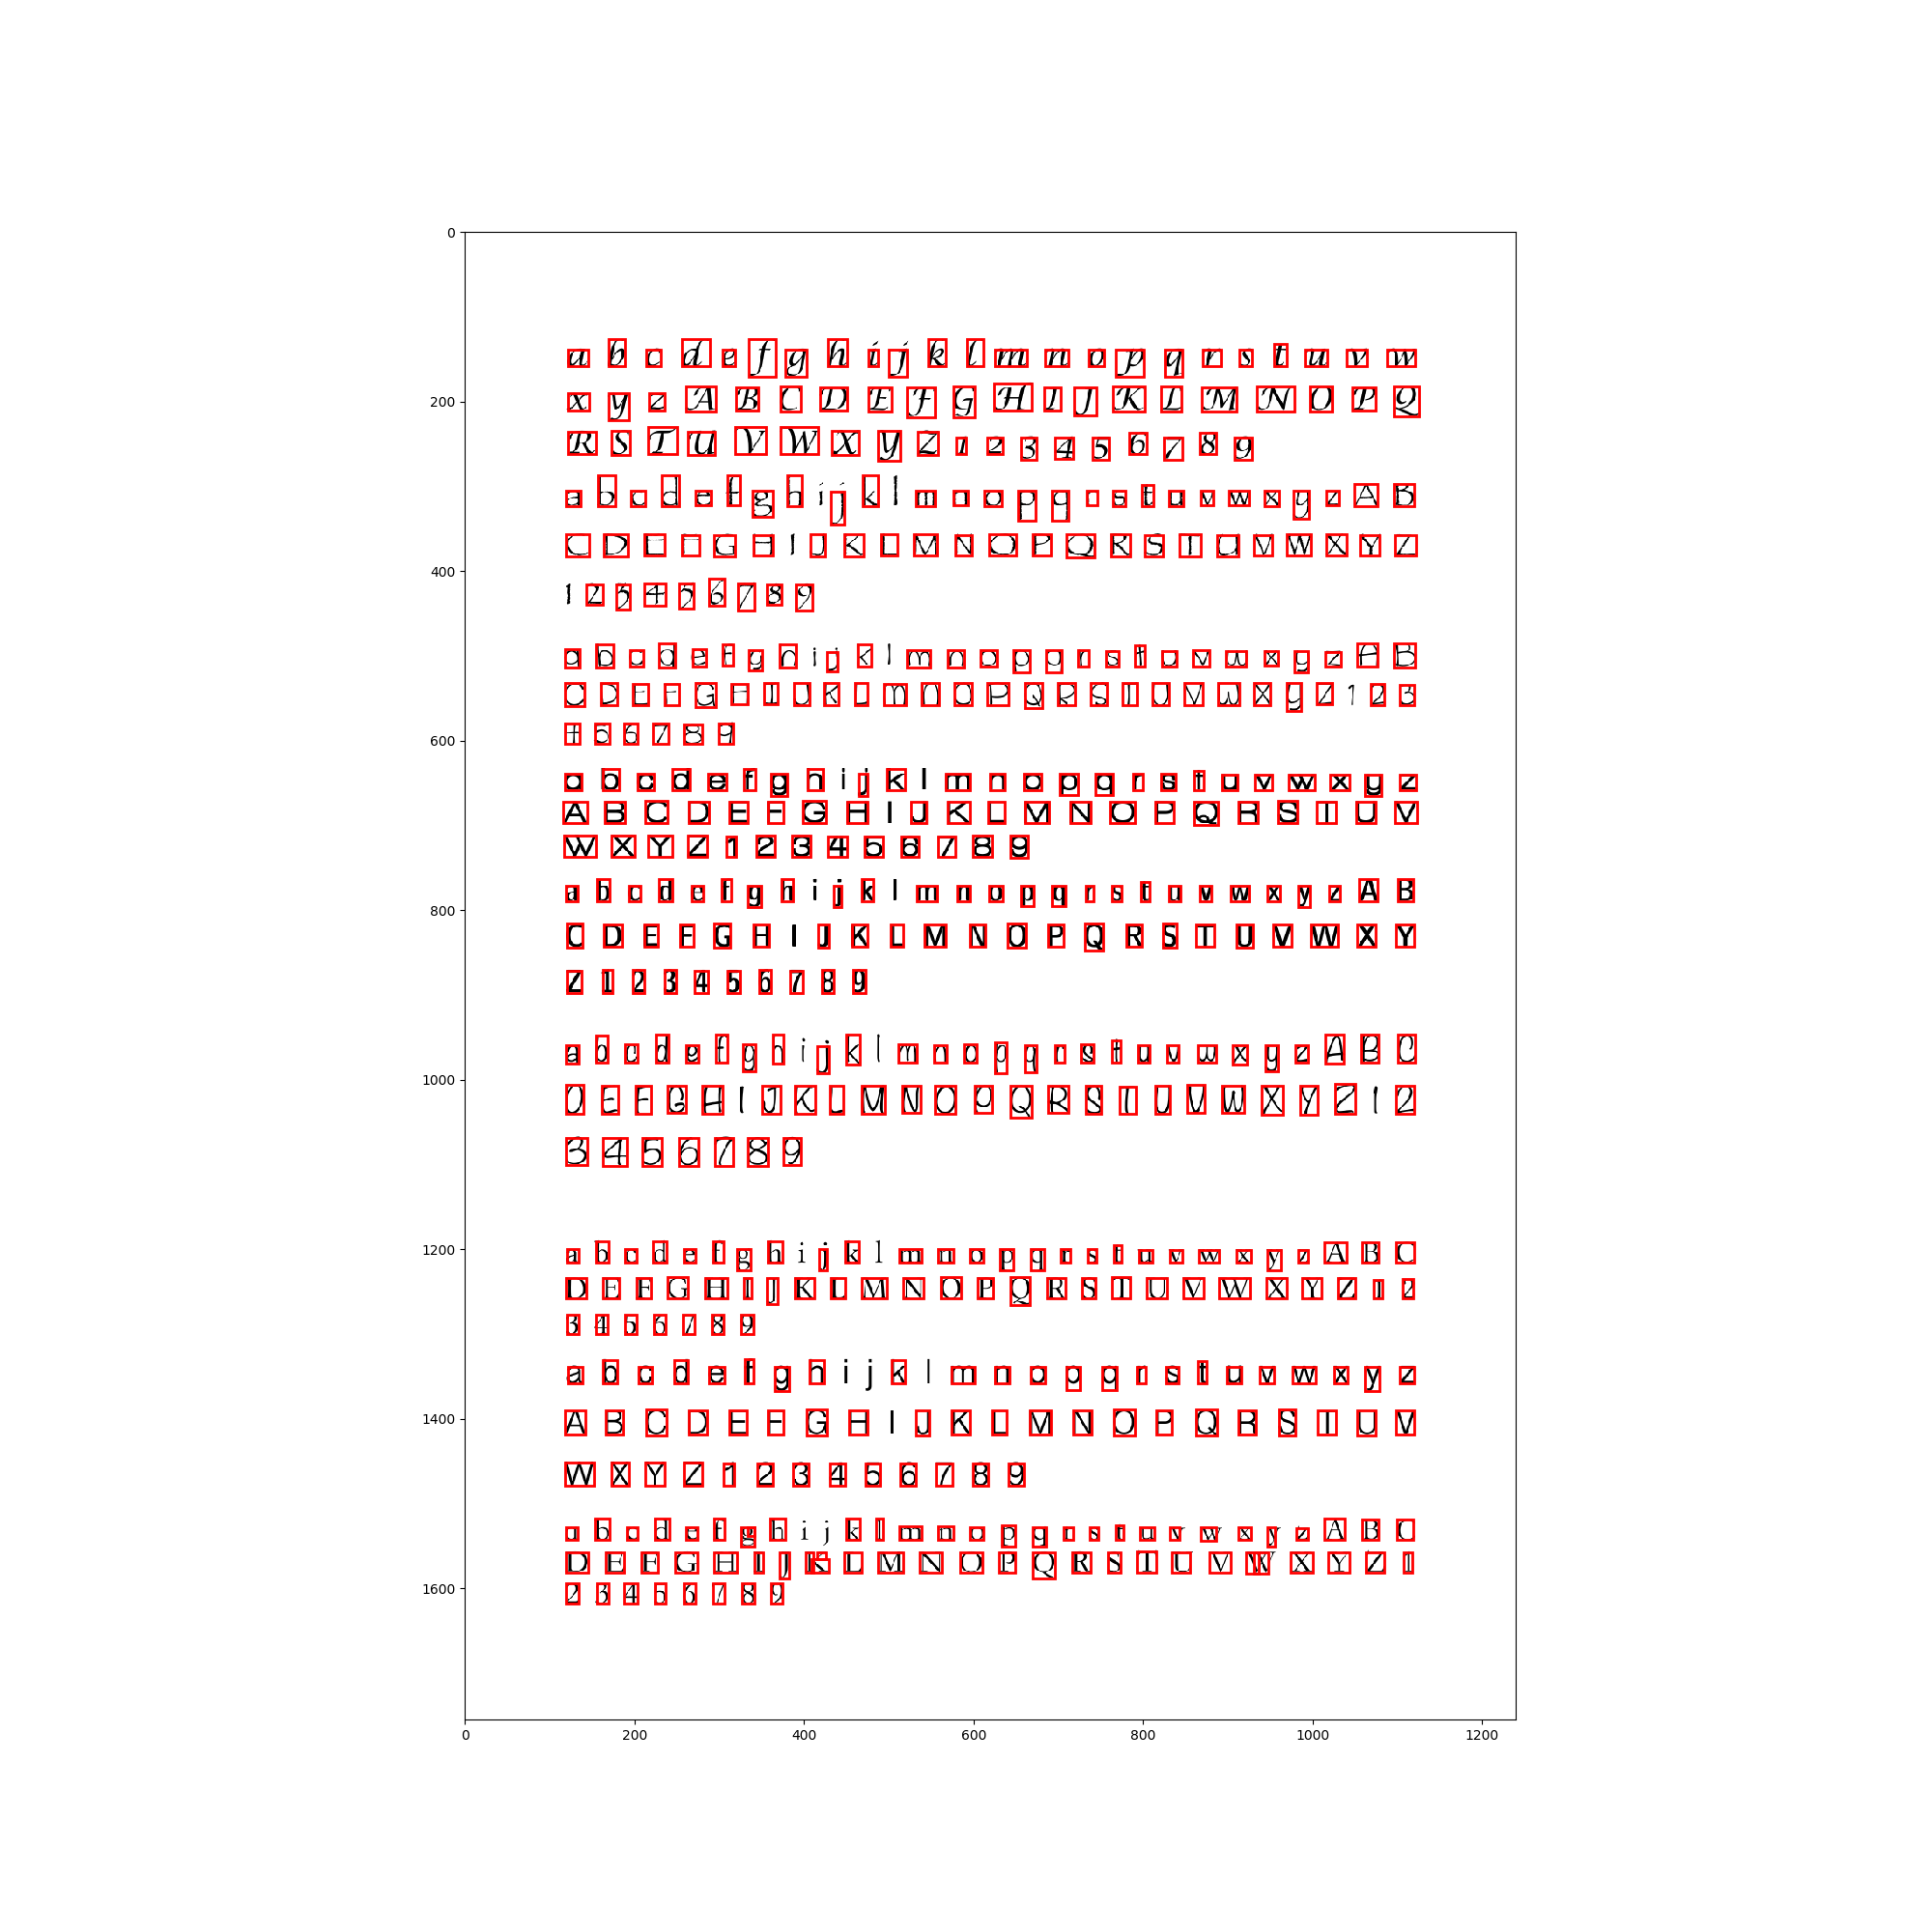 0
a b c d e f g h i j k l m n o p q r s t u v w
200
x y z A B C D E F G H I J K L M N O P Q
R S T U V W X Y Z 1 2 3 4 5 6 7 8 9
a b c d e f g h i j k l m n o p q r s t u v w x y z A B
C D E F G H I J K L M N O P Q R S T U V W X Y Z
400
1 2 3 4 5 6 7 8 9
a b c d e f g h i j k l m n o p q r s t u v w x y z A B
C D E F G H I J K L m n O P Q R S T U V W X y Z 1 2 3
600
4 5 6 7 8 9
a b c d e f g h i j k l m n o p q r s t u v w x y z
A B C D E F G H I J K L M N O P Q R S T U V
W X Y Z 1 2 3 4 5 6 7 8 9
a b c d e f g h i j k l m n o p q r s t u v w x y z A B
800
C D E F G H I J K L M N O P Q R S T U V W X Y
Z 1 2 3 4 5 6 7 8 9
a b c d e f g h i j k l m n o p q r s t u v w x y z A B C
1000
D E F G H I J K L M N O P Q R S T U V W X Y Z 1 2
3 4 5 6 7 8 9
1200
a b c d e f g h i j k l m n o p q r s t u v w x y z A B C
D E F G H I J K L M N O P Q R S T U V W X Y Z 1 2
3 4 5 6 7 8 9
a b c d e f g h i j k l m n o p q r s t u v w x y z
1400
A B C D E F G H I J K L M N O P Q R S T U V
W X Y Z 1 2 3 4 5 6 7 8 9
a b c d e f g h i j k l m n o p q r s t u v w x y z A B C
D E F G H I J K L M N O P Q R S T U V W X Y Z 1
1600
2 3 4 5 6 7 8 9
0 200 400 600 800 1000 1200